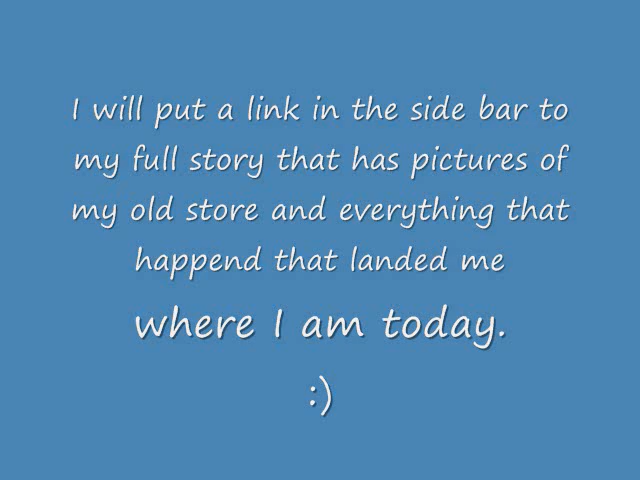 I will put a link in the side bar to
my full story that has pictures of
my old store and everything that
happend that landed me
where I am today.
:)